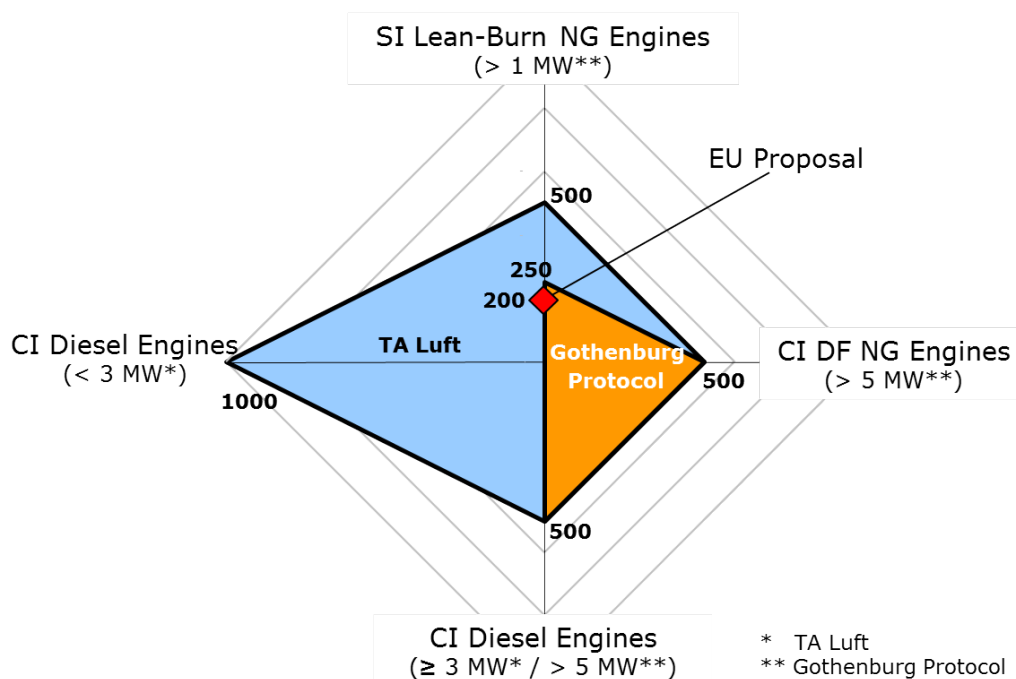 SI Lean-Burn NG Engines
(> 1 MW**)
EU Proposal
500
250
200
CI Diesel Engines
(< 3 MW*)
TA Luft
Gothenburg
Protocol
CI DF NG Engines
(> 5 MW**)
500
1000
500
CI Diesel Engines
(≥ 3 MW* / > 5 MW**)
* TA Luft
** Gothenburg Protocol